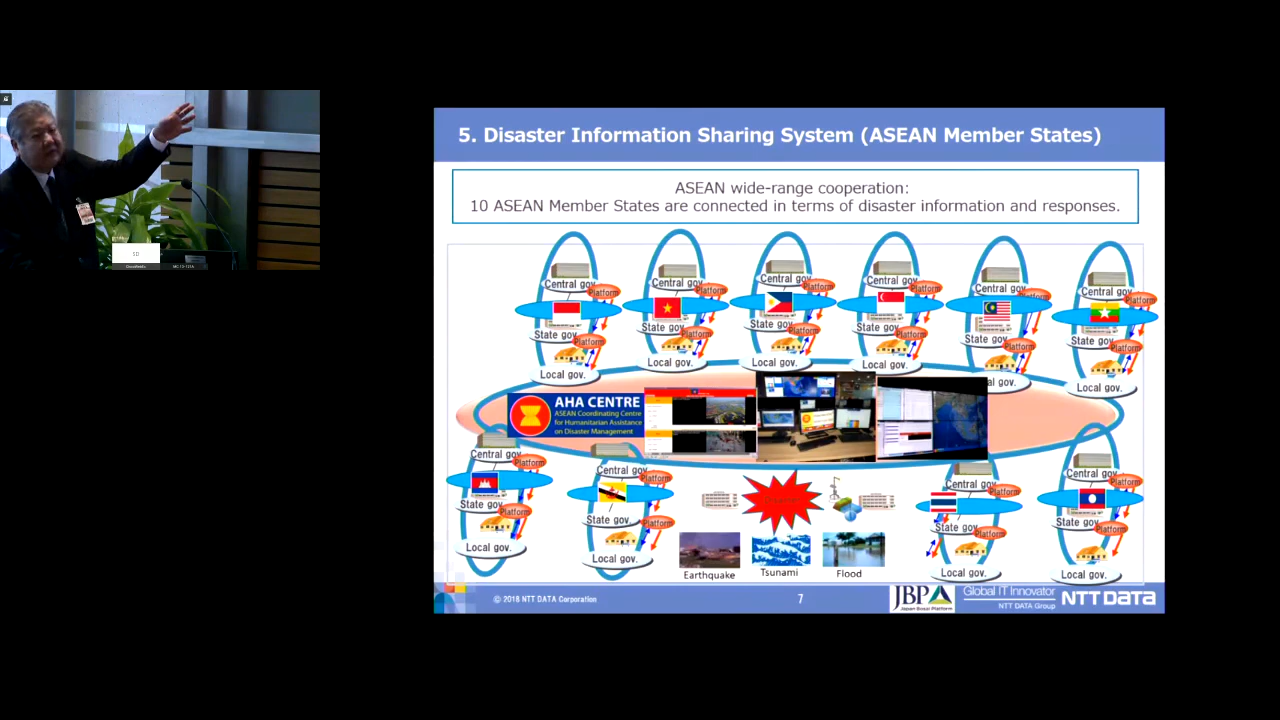 5. Disaster Information Sharing System (ASEAN Member States)
ASEAN wide-range cooperation:
10 ASEAN Member States are connected in terms of disaster information and responses.
Central gov.
Platform
State gov.
Platform
Local gov.
Central gov.
Platform
State gov.
Platform
Local gov.
Central gov.
Platform
State gov.
Platform
Local gov.
Central gov.
Platform
State gov.
Platform
Local gov.
Central gov.
Platform
State gov.
Platform
Local gov.
Central gov.
Platform
State gov.
Platform
Local gov.
AHA CENTRE
ASEAN Coordinating Centre
for Humanitarian Assistance
on Disaster Management
Central gov.
Platform
State gov.
Platform
Local gov.
Central gov.
Platform
State gov.
Platform
Local gov.
Earthquake
Tsunami
Flood
Central gov.
Platform
State gov.
Platform
Local gov.
Central gov.
Platform
State gov.
Platform
Local gov.
© 2018 NTT DATA Corporation
7
JBP
Japan Bosai Platform
Global IT Innovator
NTT DATA Group
NTT DATA